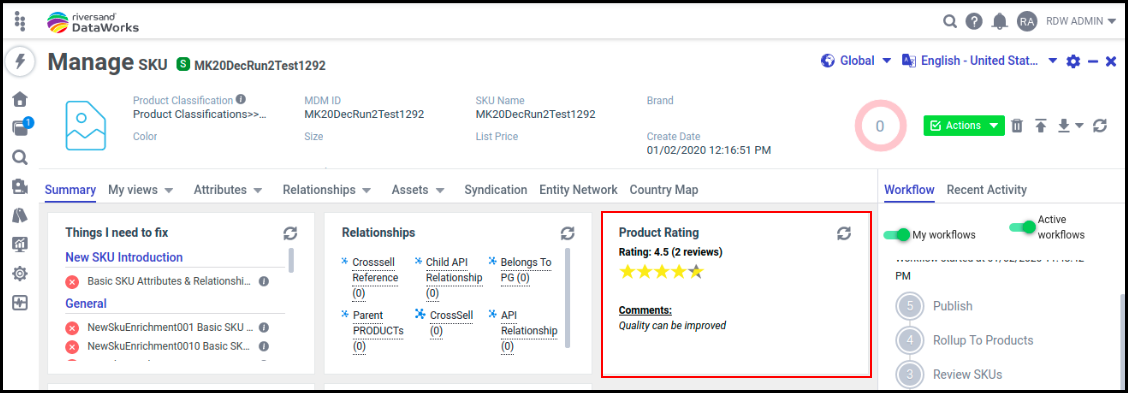 riversand
DataWorks
RA RDW ADMIN
Manage SKU S MK20DecRun2Test1292
Global English - United Stat...
Product Classification
Product Classifications>>...
MDM ID
MK20DecRun2Test1292
SKU Name
MK20DecRun2Test1292
Brand
Color
Size
List Price
Create Date
01/02/2020 12:16:51 PM
0
Actions
1
Summary My views Attributes Relationships Assets Syndication Entity Network Country Map
Things I need to fix
New SKU Introduction
Basic SKU Attributes & Relationshi...
General
NewSkuEnrichment001 Basic SKU ...
NewSkuEnrichment0010 Basic SK...
Relationships
Crosssell
Reference
(0)
Child API
Relationship
(0)
Belongs To
PG (0)
Parent
PRODUCTs
(0)
CrossSell
(0)
API
Relationship
(0)
Product Rating
Rating: 4.5 (2 reviews)
Comments:
Quality can be improved
Workflow Recent Activity
My workflows
Active
workflows
PM
5 Publish
4 Rollup To Products
3 Review SKUs